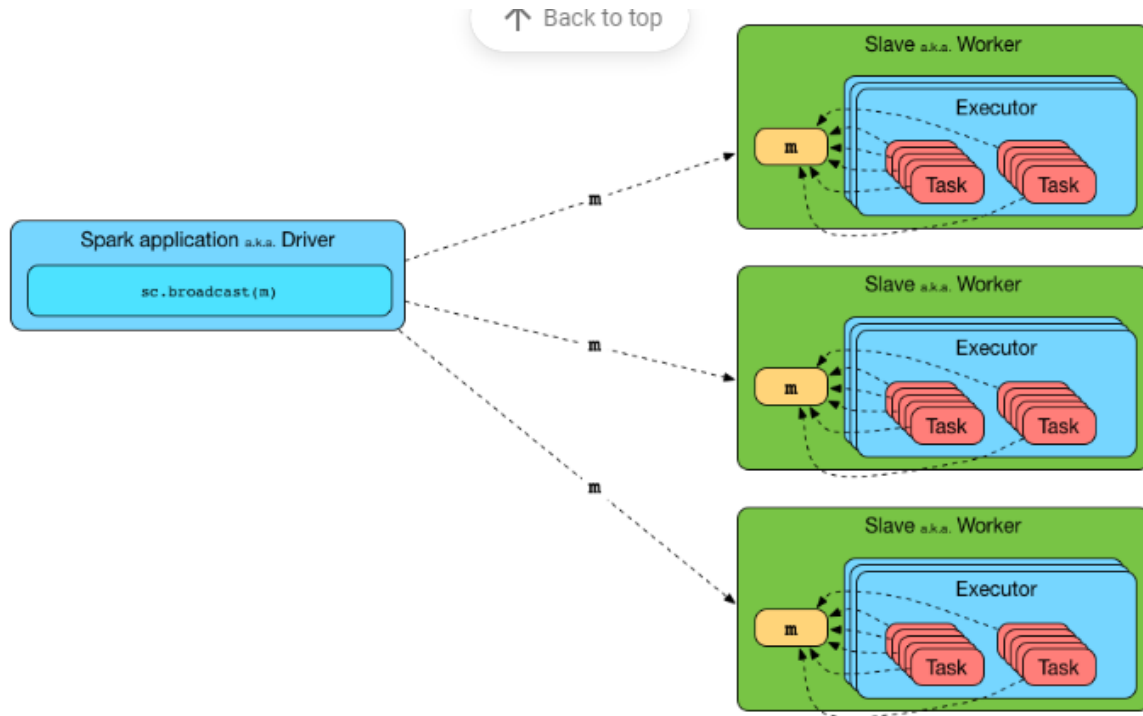 ↑ Back to top
Spark application a.k.a. Driver
sc.broadcast(m)
m
m
m
Slave a.k.a. Worker
Executor
m
Task
Task
Slave a.k.a. Worker
Executor
m
Task
Task
Slave a.k.a. Worker
Executor
m
Task
Task